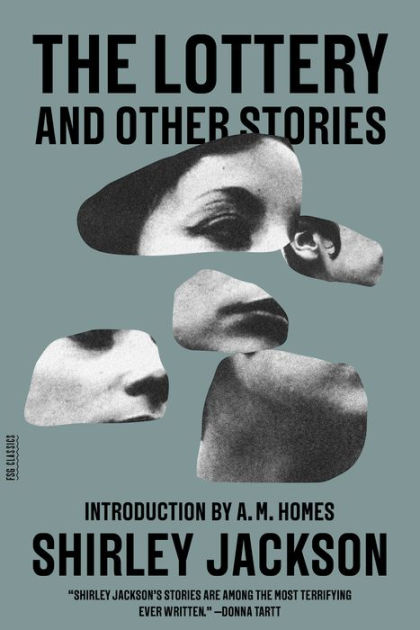 THE LOTTERY
AND OTHER STORIES
FSG CLASSICS
INTRODUCTION BY A. M. HOMES
SHIRLEY JACKSON
“SHIRLEY JACKSON’S STORIES ARE AMONG THE MOST TERRIFYING
EVER WRITTEN.” —DONNA TARTT